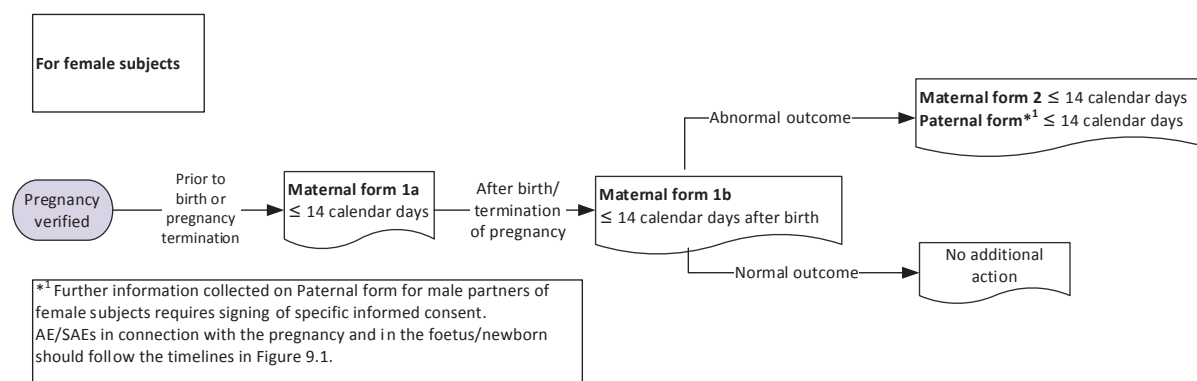 For female subjects
Maternal form 2 ≤ 14 calendar days
Paternal form*1 ≤ 14 calendar days
Abnormal outcome
Pregnancy
verified
Prior to
birth or
pregnancy
termination
Maternal form 1a
≤ 14 calendar days
After birth/
termination
of pregnancy
Maternal form 1b
≤ 14 calendar days after birth
Normal outcome
No additional
action
*1 Further information collected on Paternal form for male partners of
female subjects requires signing of specific informed consent.
AE/SAEs in connection with the pregnancy and in the foetus/newborn
should follow the timelines in Figure 9.1.